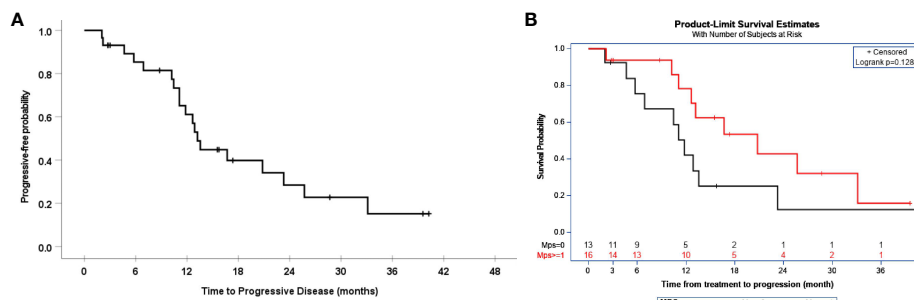 A
Progressive-free probability
1.0
0.8
0.6
0.4
0.2
0.0
0 6 12 18 24 30 36 42 48
Time to Progressive Disease (months)
B
Product-Limit Survival Estimates
With Number of Subjects at Risk
+ Censored
Logrank p=0.128
Survival Probability
1.0
0.8
0.6
0.4
0.2
0.0
Mps=0 13 11 9 5 2 1 1 1
Mps>=1 16 14 13 10 5 4 2 1
0 3 6 12 18 24 30 36
Time from treatment to progression (month)